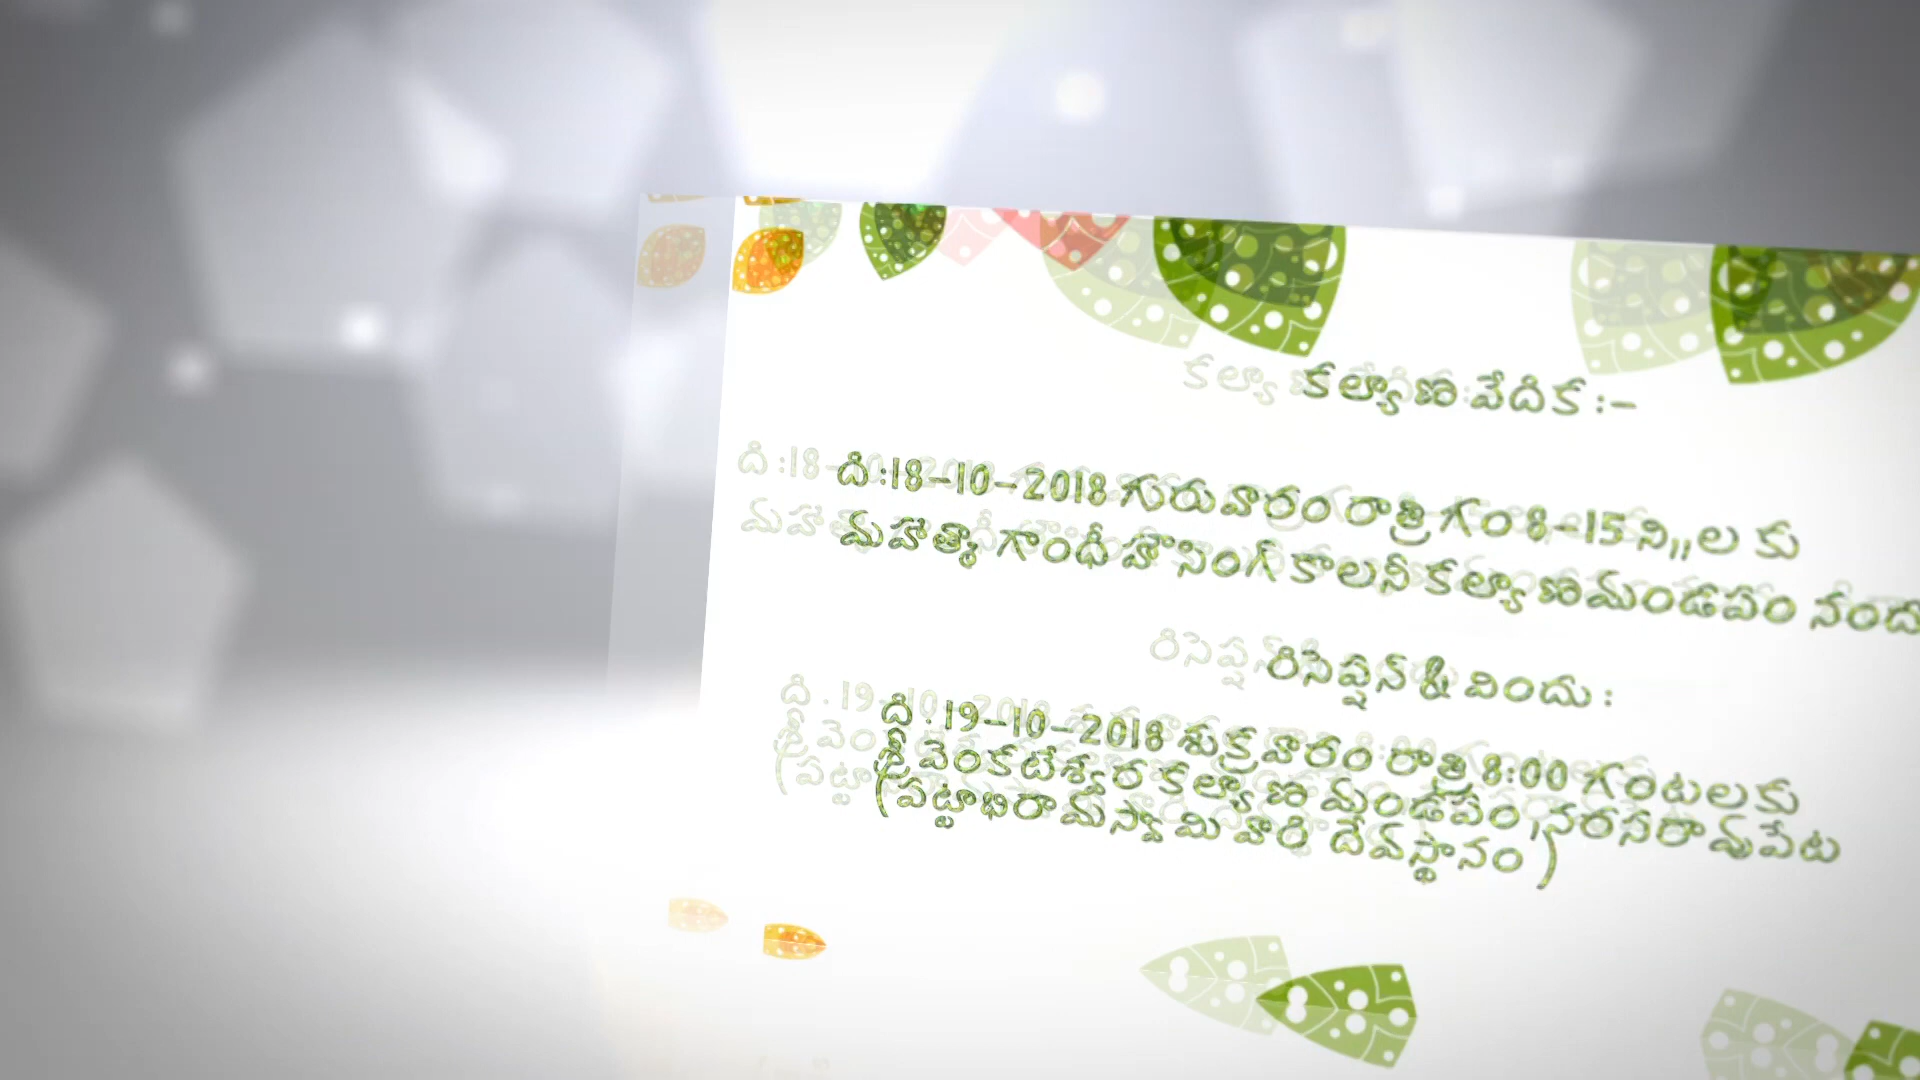 కల్యాణ వేదిక :-
ది:18-10-2018 గురువారం రాత్రి గం 8-15 ని,,ల కు
మహాత్మా గాంధీ హౌసింగ్ కాలనీ కల్యాణమండపం
రిసెప్షన్ & విందు :
ది . 19-10-2018 శుక్రవారం రాత్రి 8:00 గంటలకు
శ్రీ వెంకటేశ్వర కల్యాణ మండపం ,నరసరావుపేట
(పట్టాభిరామస్వామి వారి దేవస్థానం )